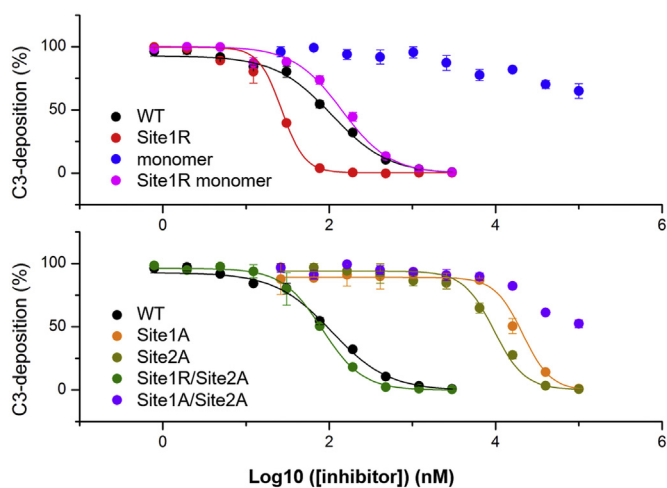 C3-deposition (%)
100
50
0
WT
Site1R
monomer
Site1R monomer
0
2
4
6
C3-deposition (%)
100
50
0
WT
Site1A
Site2A
Site1R/Site2A
Site1A/Site2A
0
2
4
6
Log10 ([inhibitor]) (nM)